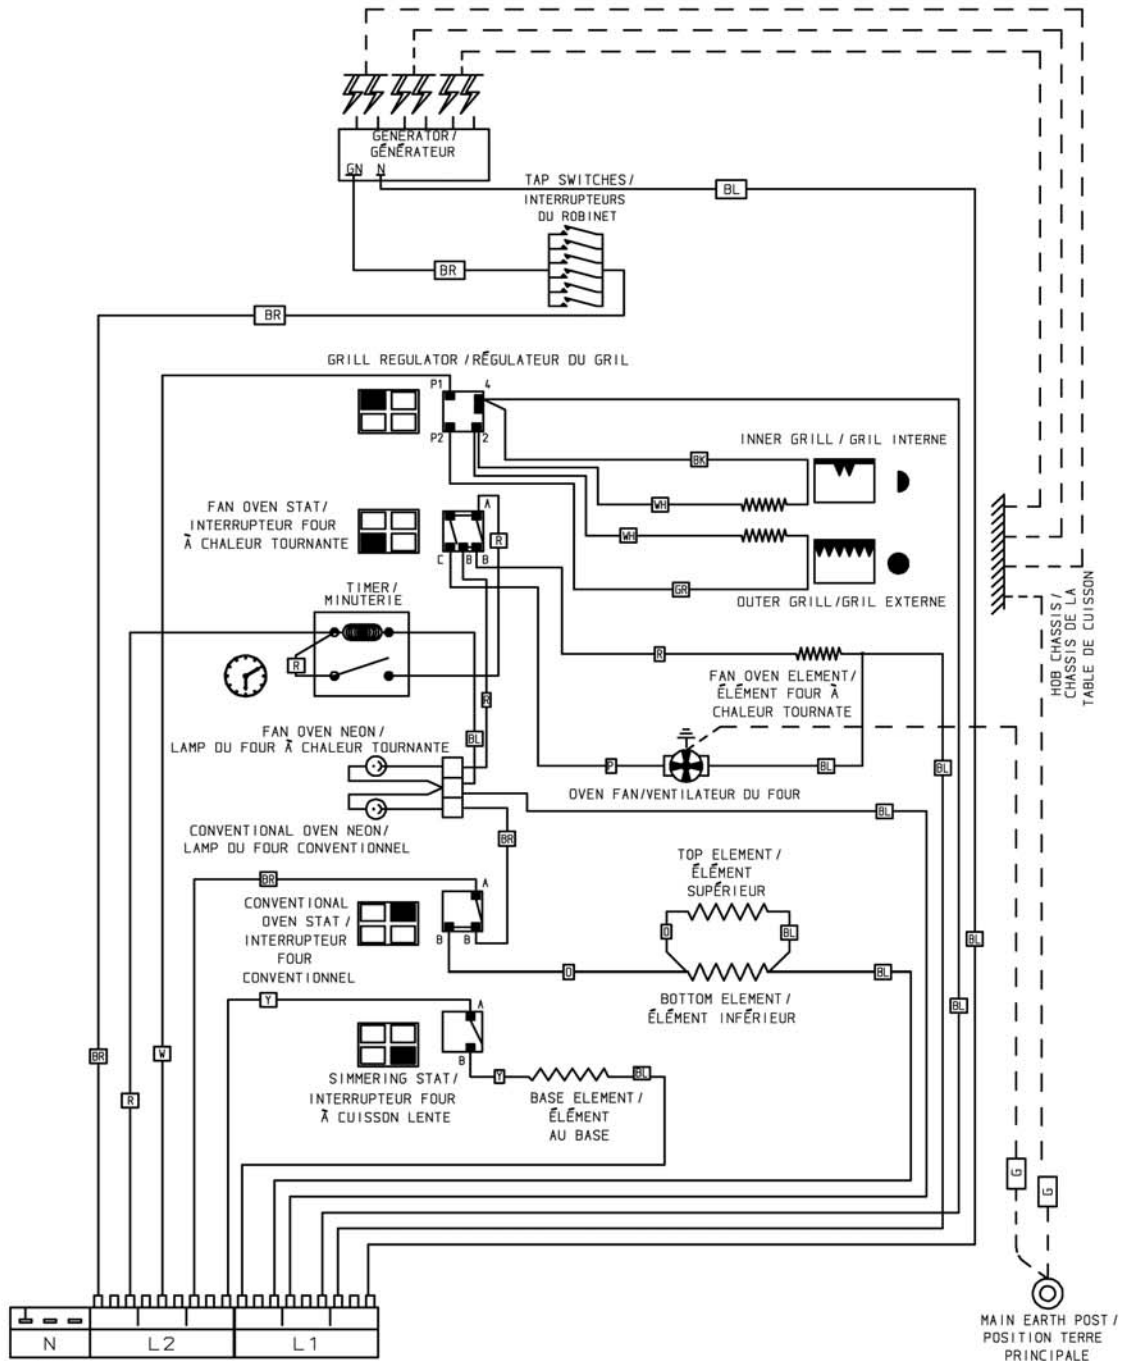 GENERATOR/
GÉNÉRATEUR
GN N
TAP SWITCHES/
INTERRUPTEURS
DU ROBINET
BL
BR
BR
GRILL REGULATOR / RÉGULATEUR DU GRIL
P1 4
P2 2
INNER GRILL / GRIL INTERNE
BK
WH
WH
GR
OUTER GRILL/GRIL EXTERNE
FAN OVEN STAT/
INTERRUPTEUR FOUR
À CHALEUR TOURNANTE
A
R
C B B
HOB CHASSIS/
CHASSIS DE LA
TABLE DE CUISSON
TIMER/
MINUTERIE
R
R
FAN OVEN ELEMENT/
ÉLÉMENT FOUR À
CHALEUR TOURNATE
R
BL
FAN OVEN NEON/
LAMP DU FOUR À CHALEUR TOURNANTE
P
BL
BL
OVEN FAN/VENTILATEUR DU FOUR
BL
CONVENTIONAL OVEN NEON/
LAMP DU FOUR CONVENTIONNEL
BR
TOP ELEMENT/
ÉLÉMENT
SUPÉRIEUR
BR
A
CONVENTIONAL
OVEN STAT/
INTERRUPTEUR
FOUR
CONVENTIONNEL
B B
O
BL
BL
O
BL
BOTTOM ELEMENT/
ÉLÉMENT INFÉRIEUR
Y
A
BL
B
BR
W
SIMMERING STAT/
INTERRUPTEUR FOUR
À CUISSON LENTE
Y
BL
BASE ELEMENT/
ÉLÉMENT
AU BASE
R
G
G
MAIN EARTH POST/
POSITION TERRE
PRINCIPALE
N L2 L1